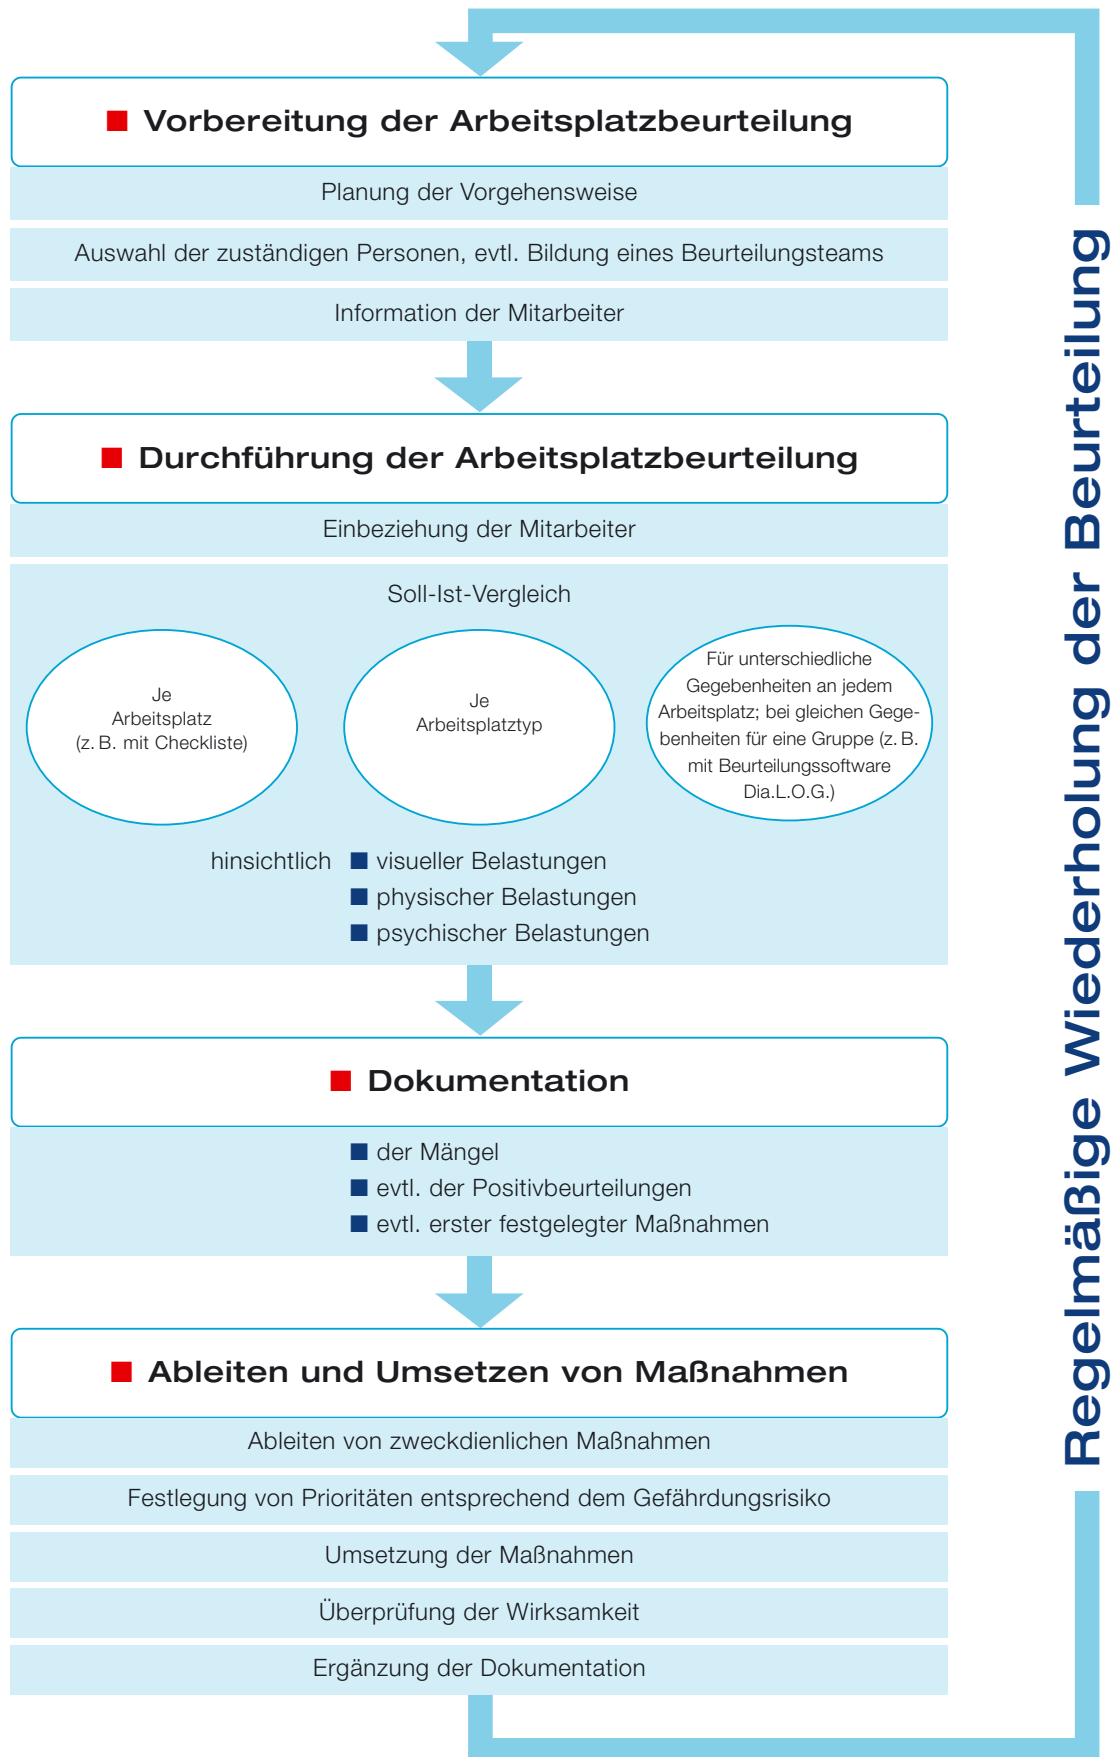 ■ Vorbereitung der Arbeitsplatzbeurteilung
Planung der Vorgehensweise
Auswahl der zuständigen Personen, evtl. Bildung eines Beurteilungsteams
Information der Mitarbeiter
■ Durchführung der Arbeitsplatzbeurteilung
Einbeziehung der Mitarbeiter
Soll-Ist-Vergleich
Je
Arbeitsplatz
(z. B. mit Checkliste)
Je
Arbeitsplatztyp
Für unterschiedliche
Gegebenheiten an jedem
Arbeitsplatz; bei gleichen Gege-
benheiten für eine Gruppe (z. B.
mit Beurteilungssoftware
Dia.L.O.G.)
hinsichtlich ■ visueller Belastungen
■ physischer Belastungen
■ psychischer Belastungen
■ Dokumentation
■ der Mängel
■ evtl. der Positivbeurteilungen
■ evtl. erster festgelegter Maßnahmen
■ Ableiten und Umsetzen von Maßnahmen
Ableiten von zweckdienlichen Maßnahmen
Festlegung von Prioritäten entsprechend dem Gefährdungsrisiko
Umsetzung der Maßnahmen
Überprüfung der Wirksamkeit
Ergänzung der Dokumentation
Regelmäßige Wiederholung der Beurteilung